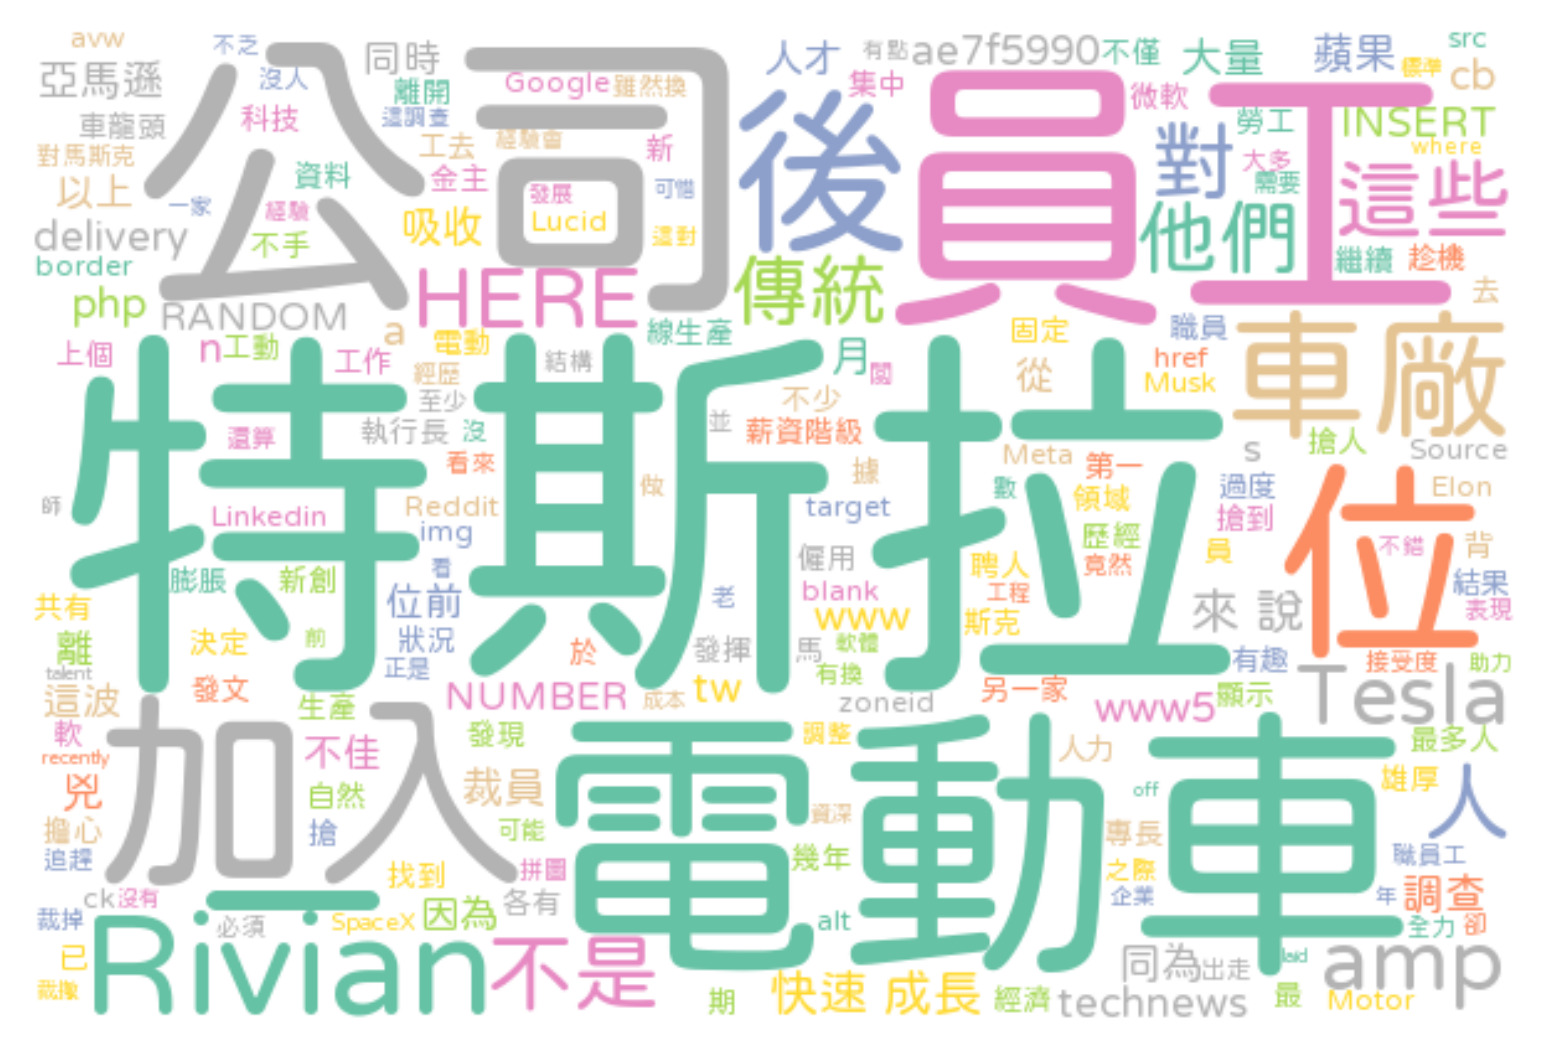 avw 不乏 同時 人才 有點 ae7f5990 不僅 大量 蘋果 src
亞馬遜 沒人 公司 Google 雖然換 集中 標準 cb
離開 後 員工 微軟
車龍頭 科技 還調查 對 勞工 INSERT
對馬斯克 工去 經驗會 新 大多 where
以上 資料 金主 可惜 需要 這些
一家 經驗 發展
delivery 不手 吸收 Lucid 這對 他們
border HERE 傳統 繼續 趁機
php RANDOM 去
a 電動 線生產 固定 職員 車廠
上個 n 工動 工作 結構 月 闆 href
經歷 從 Musk
特斯拉 至少 不少
還算 執行長 沒 並 薪資階級 s 搶人 Source
看來 據 Meta 第一
做 數 領域 過度 位 Elon
師 Linkedin Reddit target 搶到
img 歷經 員 不錯 背
僱用
膨脹 新創 看 聘人 竟然 結果
共有 位前 老 blank 工程 來 說 表現
決定 前 狀況 www 斯克
離 於 發揮 馬 軟體 有趣 接受度 助力
talent 正是 有換
發文 NUMBER 成本 tw 另一家 Tesla
這波 生產 zoneid www5 顯示
軟 加入 不佳 發現 電動車 調整 人力 最多人
recently
兇 自然 裁員 off 雄厚 人
擔心 搶 可能 資深 專長
追趕 找到 拼圖 幾年 之際 職員工
ck 沒有 一 各有 企業 年 調查
裁掉 必須 SpaceX 因為 alt 全力 卻
已 Rivian 不是 同為 出走 laid amp
裁撤 期 快速 成長 經濟 technews 最 Motor